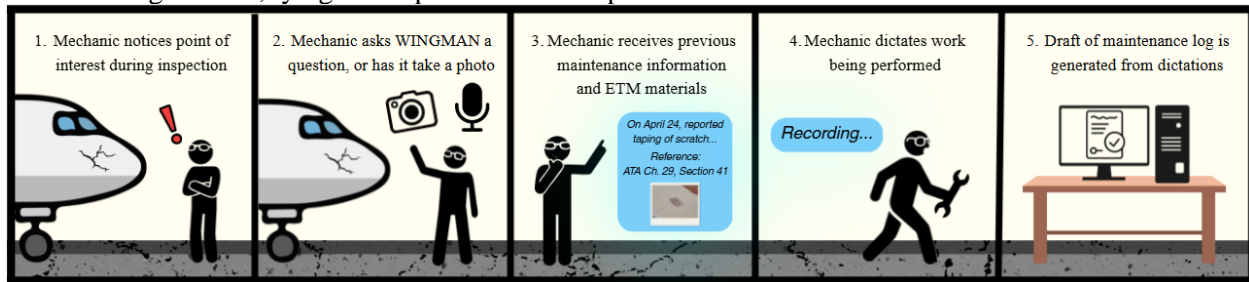 1. Mechanic notices point of
interest during inspection
2. Mechanic asks WINGMAN a
question, or has it take a photo
3. Mechanic receives previous
maintenance information
and ETM materials
On April 24, reported
taping of scratch...
Reference:
ATA Ch. 29, Section 41
4. Mechanic dictates work
being performed
Recording...
5. Draft of maintenance log is
generated from dictations